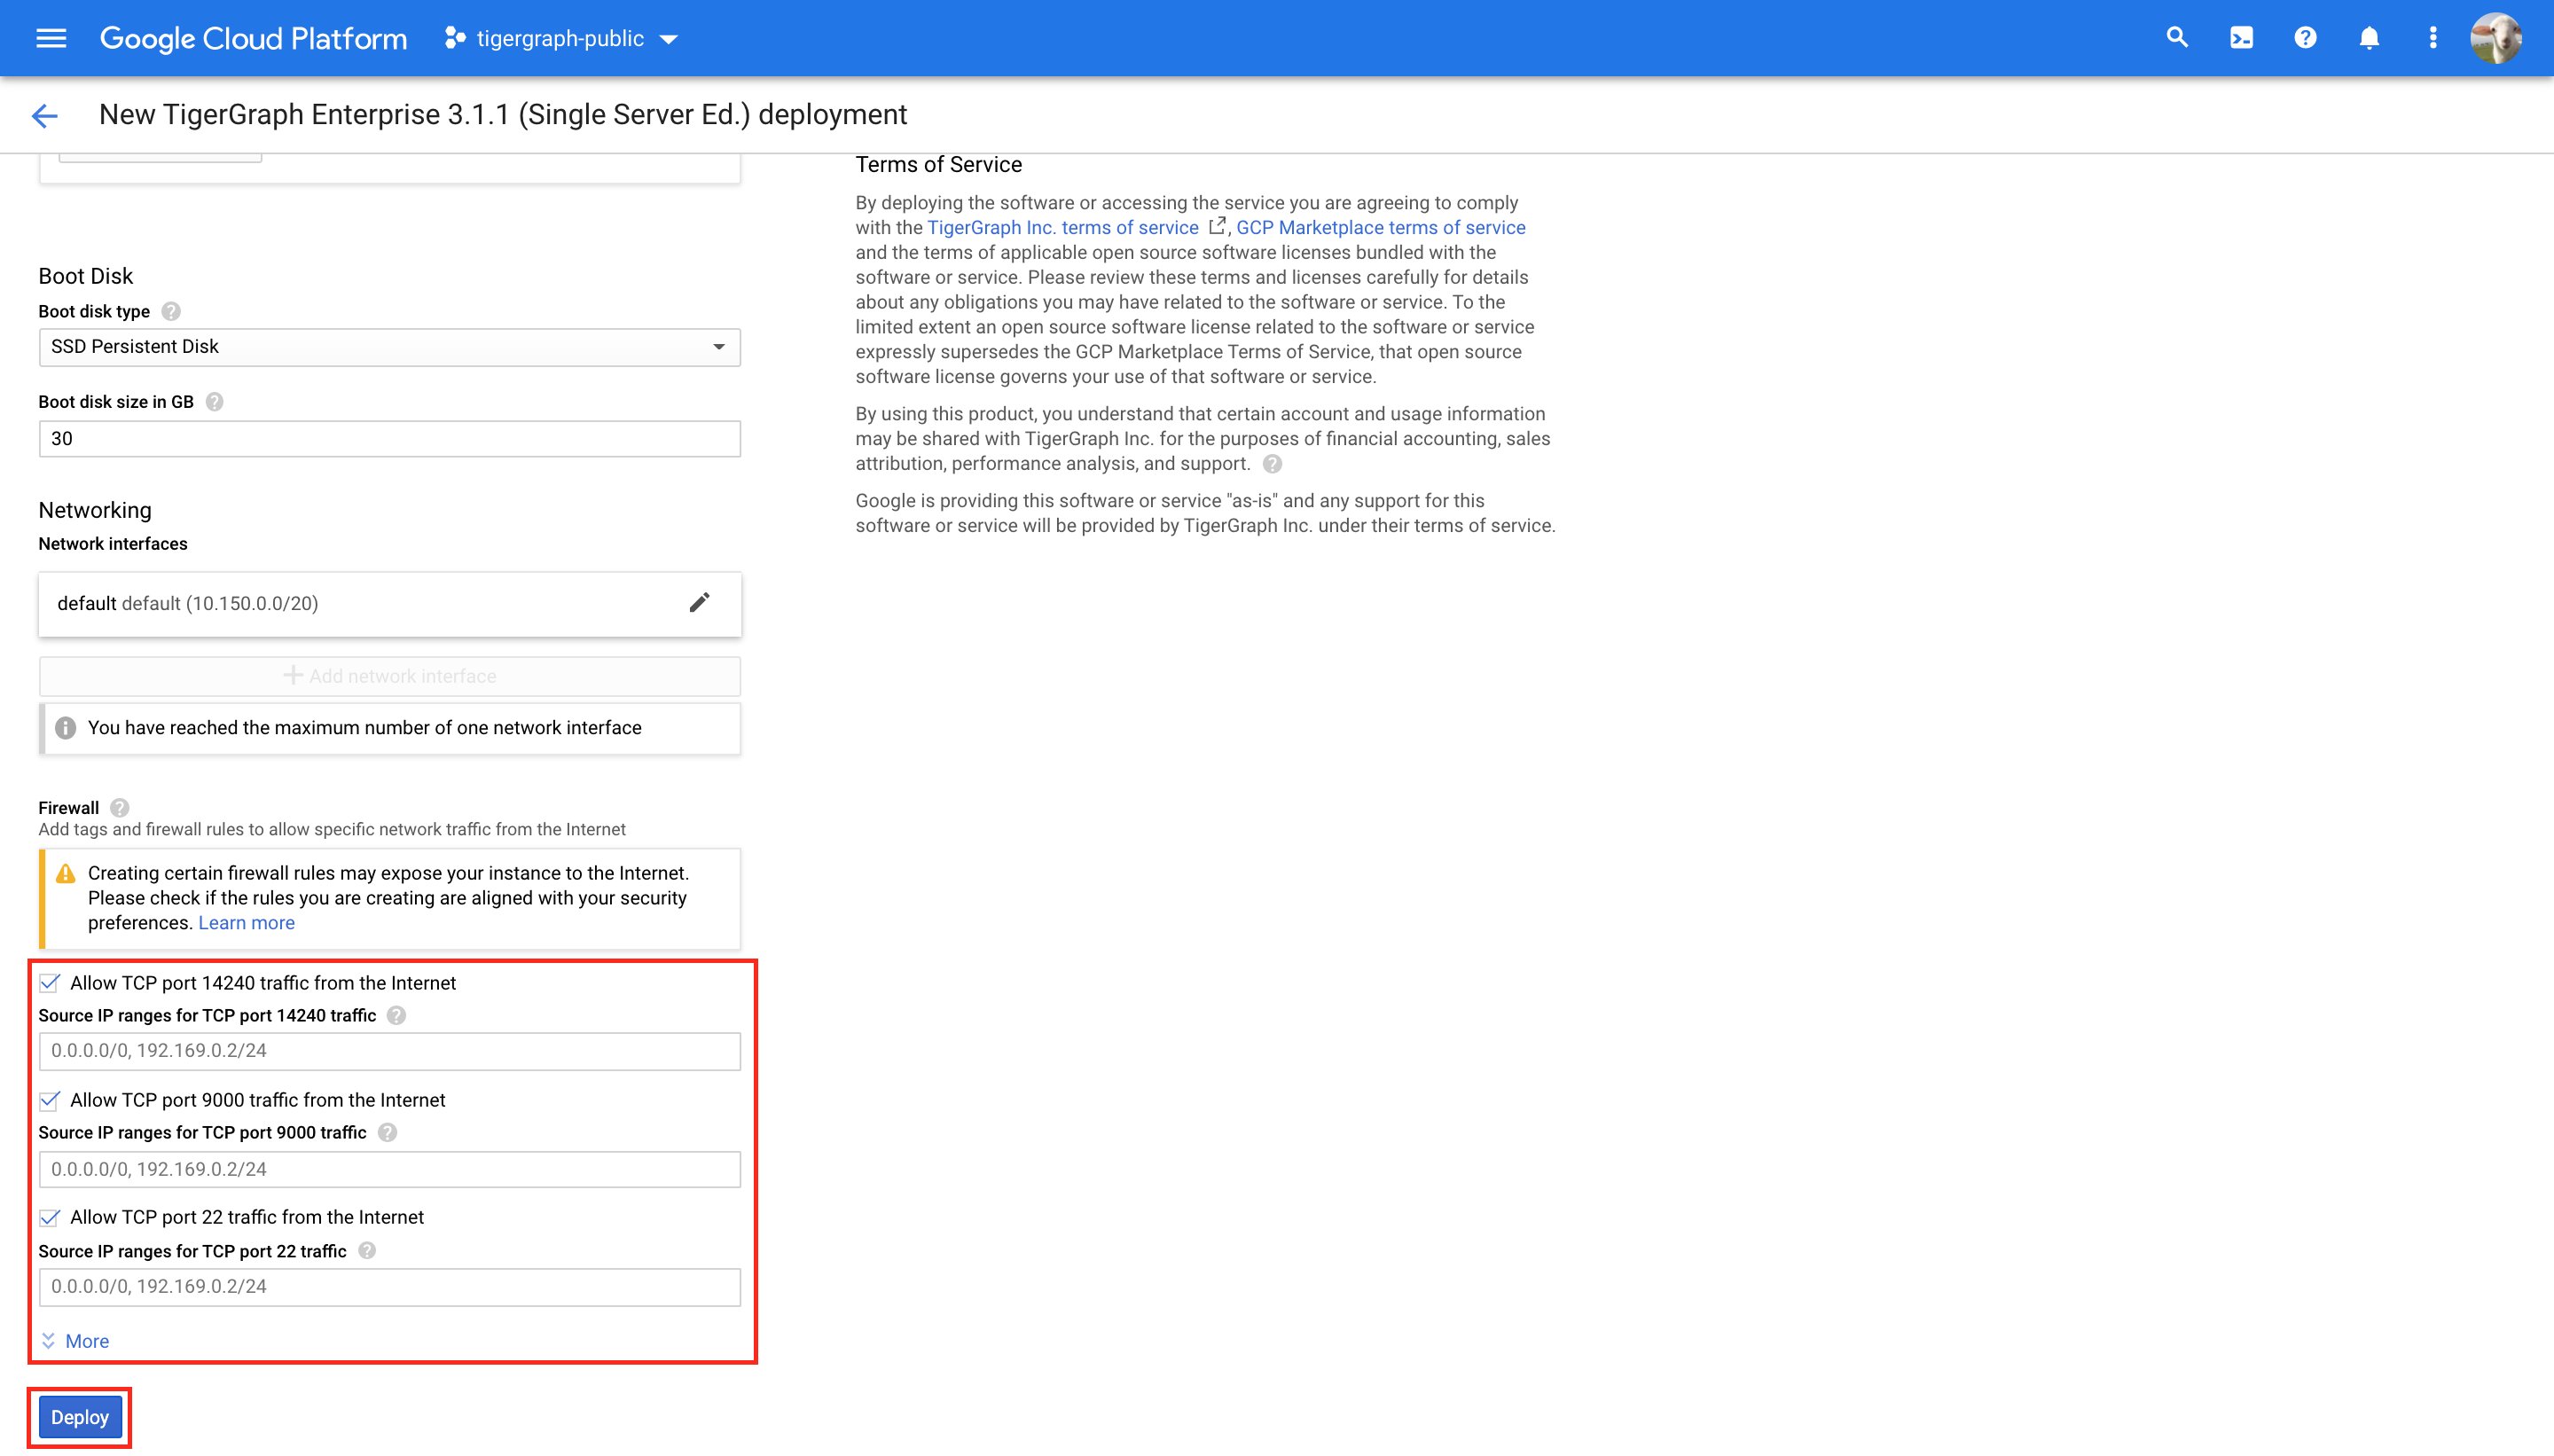 Google Cloud Platform
tigergraph-public
New TigerGraph Enterprise 3.1.1 (Single Server Ed.) deployment
Boot Disk
Boot disk type
SSD Persistent Disk
Boot disk size in GB
30
Networking
Network interfaces
default default (10.150.0.0/20)
Add network interface
You have reached the maximum number of one network interface
Firewall
Add tags and firewall rules to allow specific network traffic from the Internet
Creating certain firewall rules may expose your instance to the Internet.
Please check if the rules you are creating are aligned with your security
preferences. Learn more
Allow TCP port 14240 traffic from the Internet
Source IP ranges for TCP port 14240 traffic
0.0.0.0/0, 192.169.0.2/24
Allow TCP port 9000 traffic from the Internet
Source IP ranges for TCP port 9000 traffic
0.0.0.0/0, 192.169.0.2/24
Allow TCP port 22 traffic from the Internet
Source IP ranges for TCP port 22 traffic
0.0.0.0/0, 192.169.0.2/24
More
Deploy
Terms of Service
By deploying the software or accessing the service you are agreeing to comply
with the TigerGraph Inc. terms of service , GCP Marketplace terms of service
and the terms of applicable open source software licenses bundled with the
software or service. Please review these terms and licenses carefully for details
about any obligations you may have related to the software or service. To the
limited extent an open source software license related to the software or service
expressly supersedes the GCP Marketplace Terms of Service, that open source
software license governs your use of that software or service.
By using this product, you understand that certain account and usage information
may be shared with TigerGraph Inc. for the purposes of financial accounting, sales
attribution, performance analysis, and support.
Google is providing this software or service "as-is" and any support for this
software or service will be provided by TigerGraph Inc. under their terms of service.